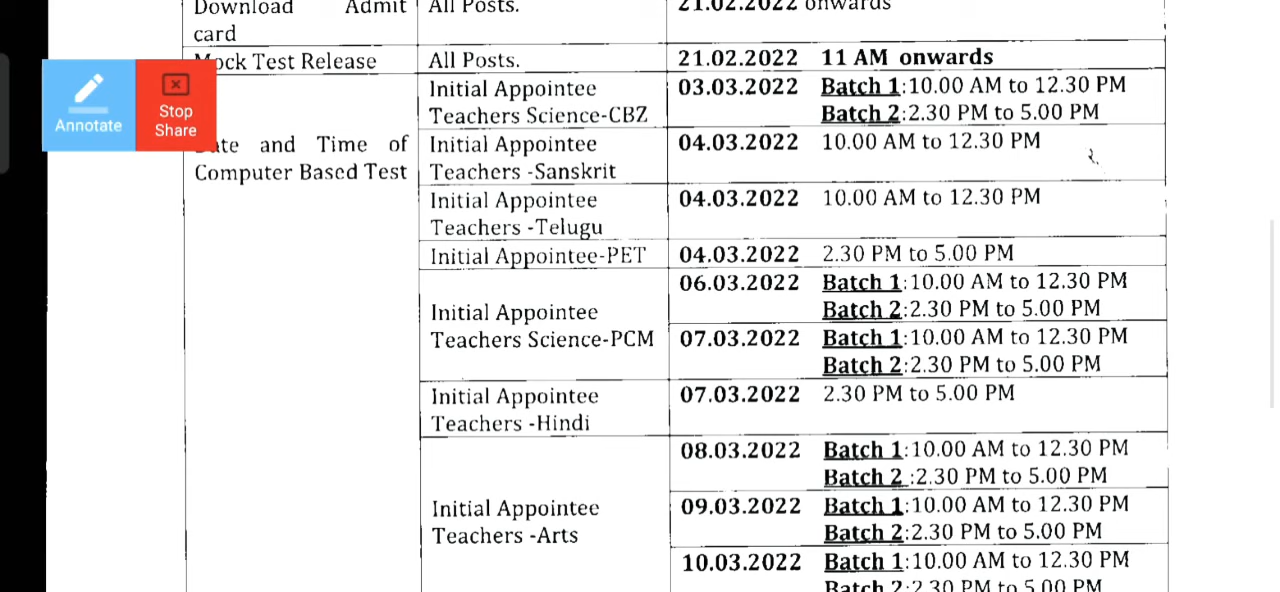 Download Admit card
All Posts.
21.02.2022 onwards
Mock Test Release
All Posts.
21.02.2022 11 AM onwards
Annotate
Stop Share
Date and Time of
Computer Based Test
Initial Appointee
Teachers Science-CBZ
03.03.2022 Batch 1:10.00 AM to 12.30 PM
Batch 2:2.30 PM to 5.00 PM
Initial Appointee
Teachers -Sanskrit
04.03.2022 10.00 AM to 12.30 PM
Initial Appointee
Teachers -Telugu
04.03.2022 10.00 AM to 12.30 PM
Initial Appointee-PET
04.03.2022 2.30 PM to 5.00 PM
Initial Appointee
Teachers Science-PCM
06.03.2022 Batch 1:10.00 AM to 12.30 PM
Batch 2:2.30 PM to 5.00 PM
07.03.2022 Batch 1:10.00 AM to 12.30 PM
Batch 2:2.30 PM to 5.00 PM
Initial Appointee
Teachers -Hindi
07.03.2022 2.30 PM to 5.00 PM
Initial Appointee
Teachers -Arts
08.03.2022 Batch 1:10.00 AM to 12.30 PM
Batch 2 :2.30 PM to 5.00 PM
09.03.2022 Batch 1:10.00 AM to 12.30 PM
Batch 2:2.30 PM to 5.00 PM
10.03.2022 Batch 1:10.00 AM to 12.30 PM
Batch 2:2.30 PM to 5.00 PM